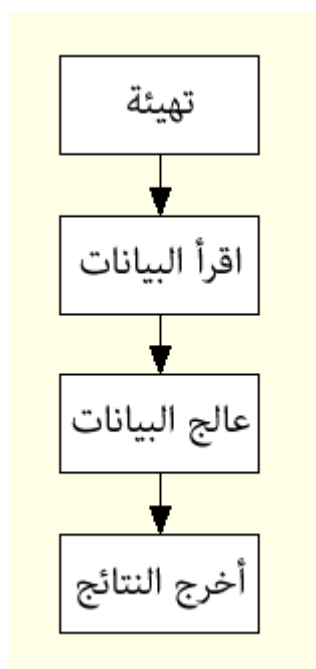 تهيئة
اقرأ البيانات
عالج البيانات
أخرج النتائج